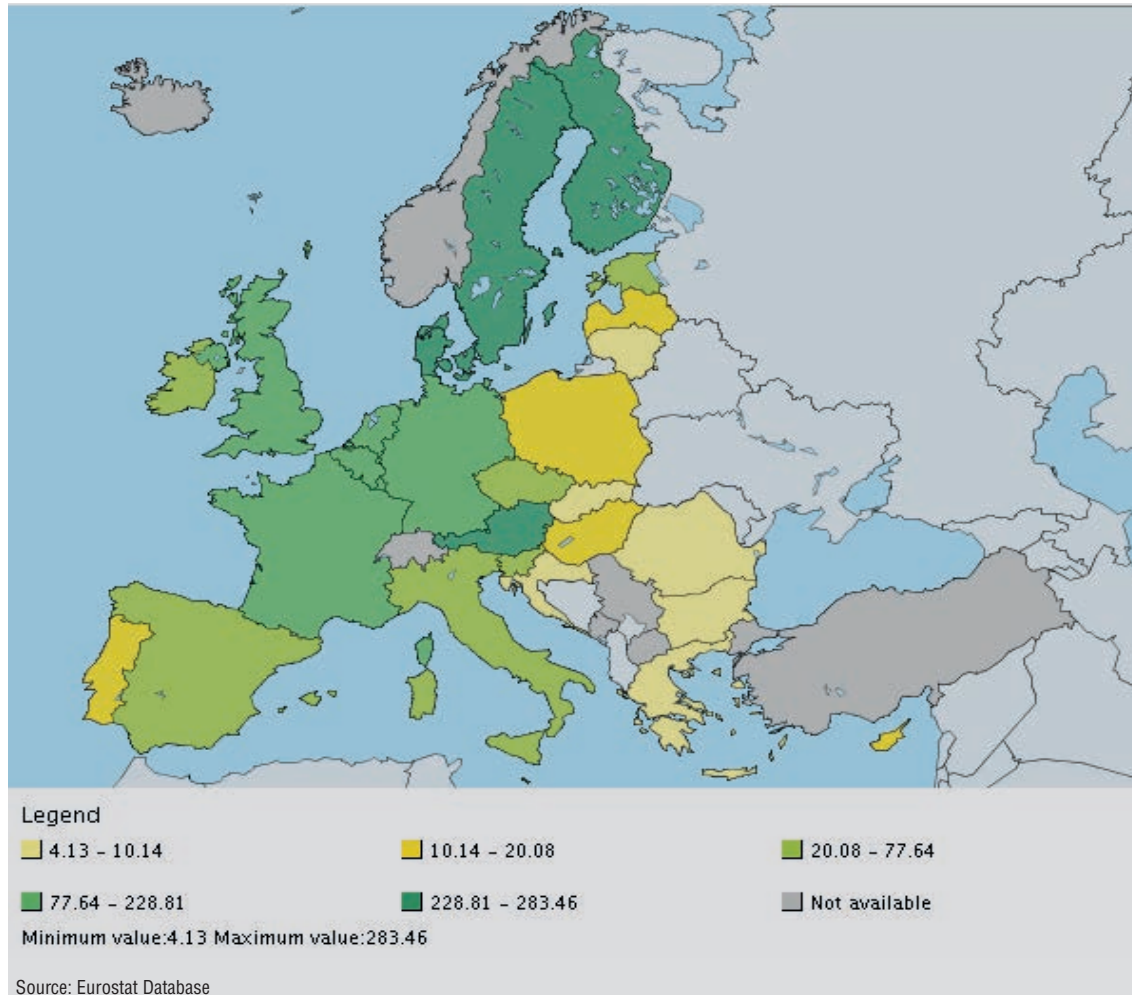 Legend
4.13 - 10.14 10.14 - 20.08 20.08 - 77.64
77.64 - 228.81 228.81 - 283.46 Not available
Minimum value:4.13 Maximum value:283.46
Source: Eurostat Database